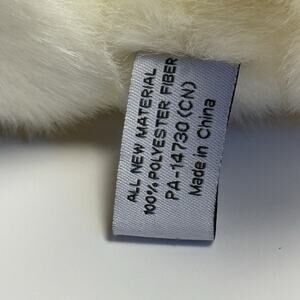 ALL NEW MATERIAL
100% POLYESTER FIBER
PA-14730 (CN)
Made in China